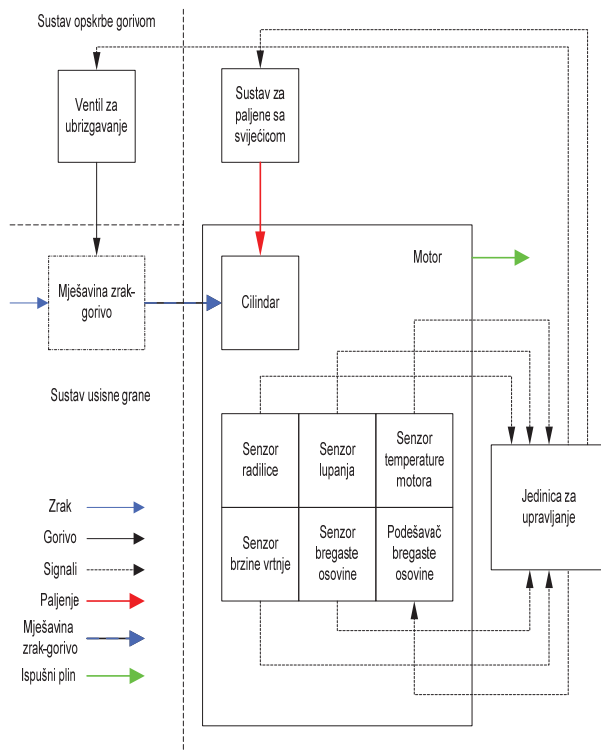 Sustav opskrbe gorivom
Ventil za
ubrizgavanje
Sustav za
paljene sa
svijećicom
Mješavina zrak-
gorivo
Cilindar
Motor
Sustav usisne grane
Senzor
radilice
Senzor
lupanja
Senzor
temperature
motora
Senzor
brzine vrtnje
Senzor
bregaste
osovine
Podešavač
bregaste
osovine
Jedinica za
upravljanje
Zrak
Gorivo
Signali
Paljenje
Mješavina
zrak-gorivo
Ispušni plin